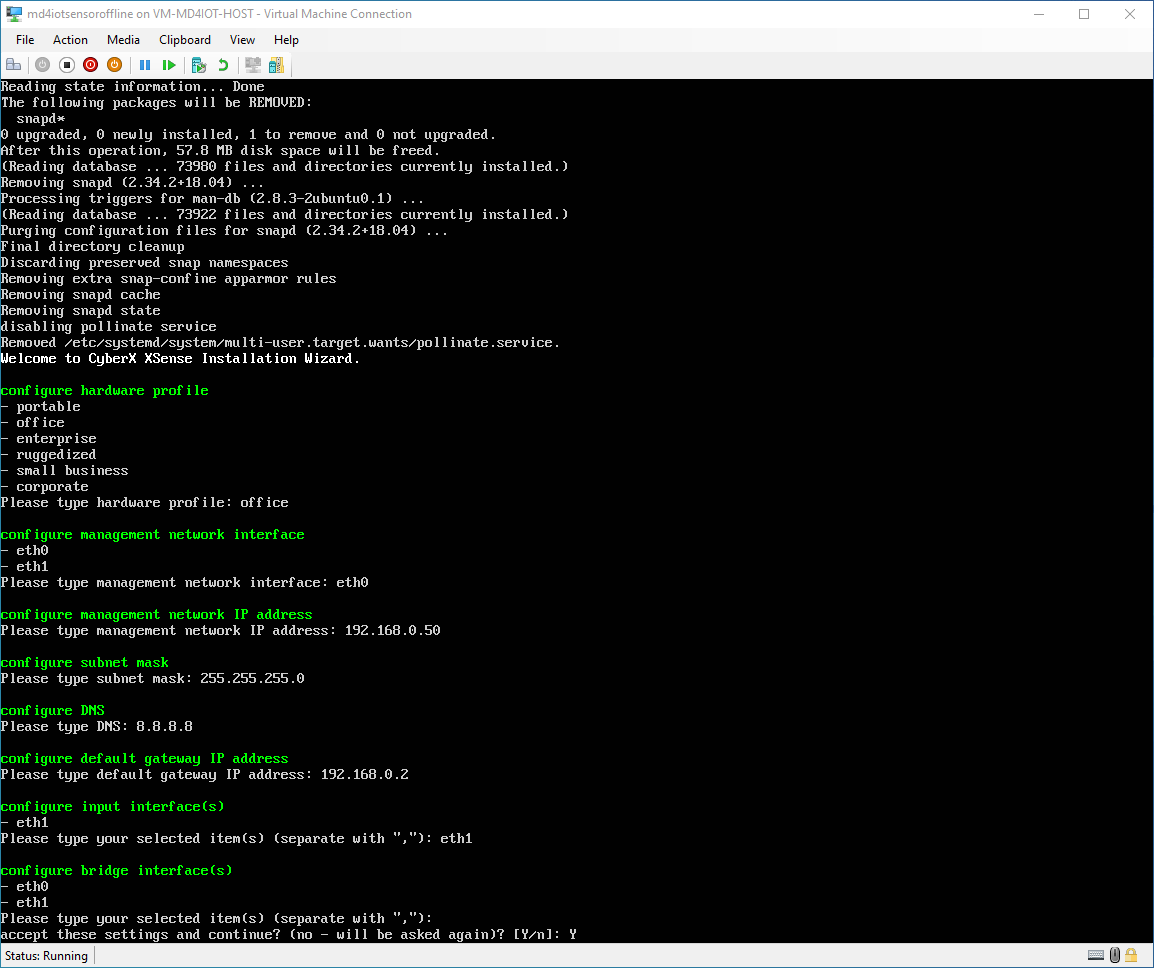 md4iotsensoroffline on VM-MD4IOT-HOST - Virtual Machine Connection
File Action Media Clipboard View Help
Reading state information... Done
The following packages will be REMOVED:
  snapd*
0 upgraded, 0 newly installed, 1 to remove and 0 not upgraded.
After this operation, 57.8 MB disk space will be freed.
(Reading database ... 73980 files and directories currently installed.)
Removing snapd (2.34.2+18.04) ...
Processing triggers for man-db (2.8.3-2ubuntu0.1) ...
(Reading database ... 73922 files and directories currently installed.)
Purging configuration files for snapd (2.34.2+18.04) ...
Final directory cleanup
Discarding preserved snap namespaces
Removing extra snap-confine apparmor rules
Removing snapd cache
Removing snapd state
disabling pollinate service
Removed /etc/systemd/system/multi-user.target.wants/pollinate.service.
Welcome to CyberX XSense Installation Wizard.

configure hardware profile
- portable
- office
- enterprise
- ruggedized
- small business
- corporate
Please type hardware profile: office

configure management network interface
- eth0
- eth1
Please type management network interface: eth0

configure management network IP address
Please type management network IP address: 192.168.0.50

configure subnet mask
Please type subnet mask: 255.255.255.0

configure DNS
Please type DNS: 8.8.8.8

configure default gateway IP address
Please type default gateway IP address: 192.168.0.2

configure input interface(s)
- eth1
Please type your selected item(s) (separate with ","): eth1

configure bridge interface(s)
- eth0
- eth1
Please type your selected item(s) (separate with ","):
accept these settings and continue? (no - will be asked again)? [Y/n]: Y
Status: Running